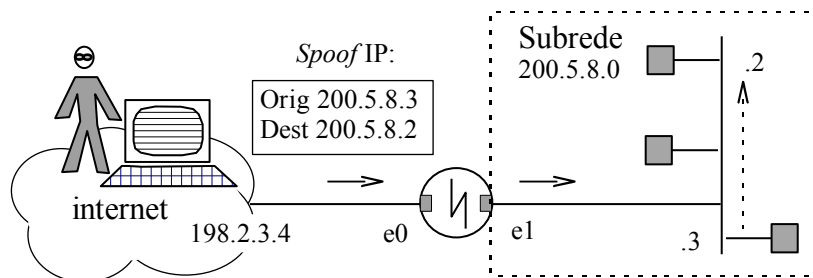 Spoof IP:
Orig 200.5.8.3
Dest 200.5.8.2
Subrede
200.5.8.0
.2
internet
198.2.3.4
e0
e1
.3